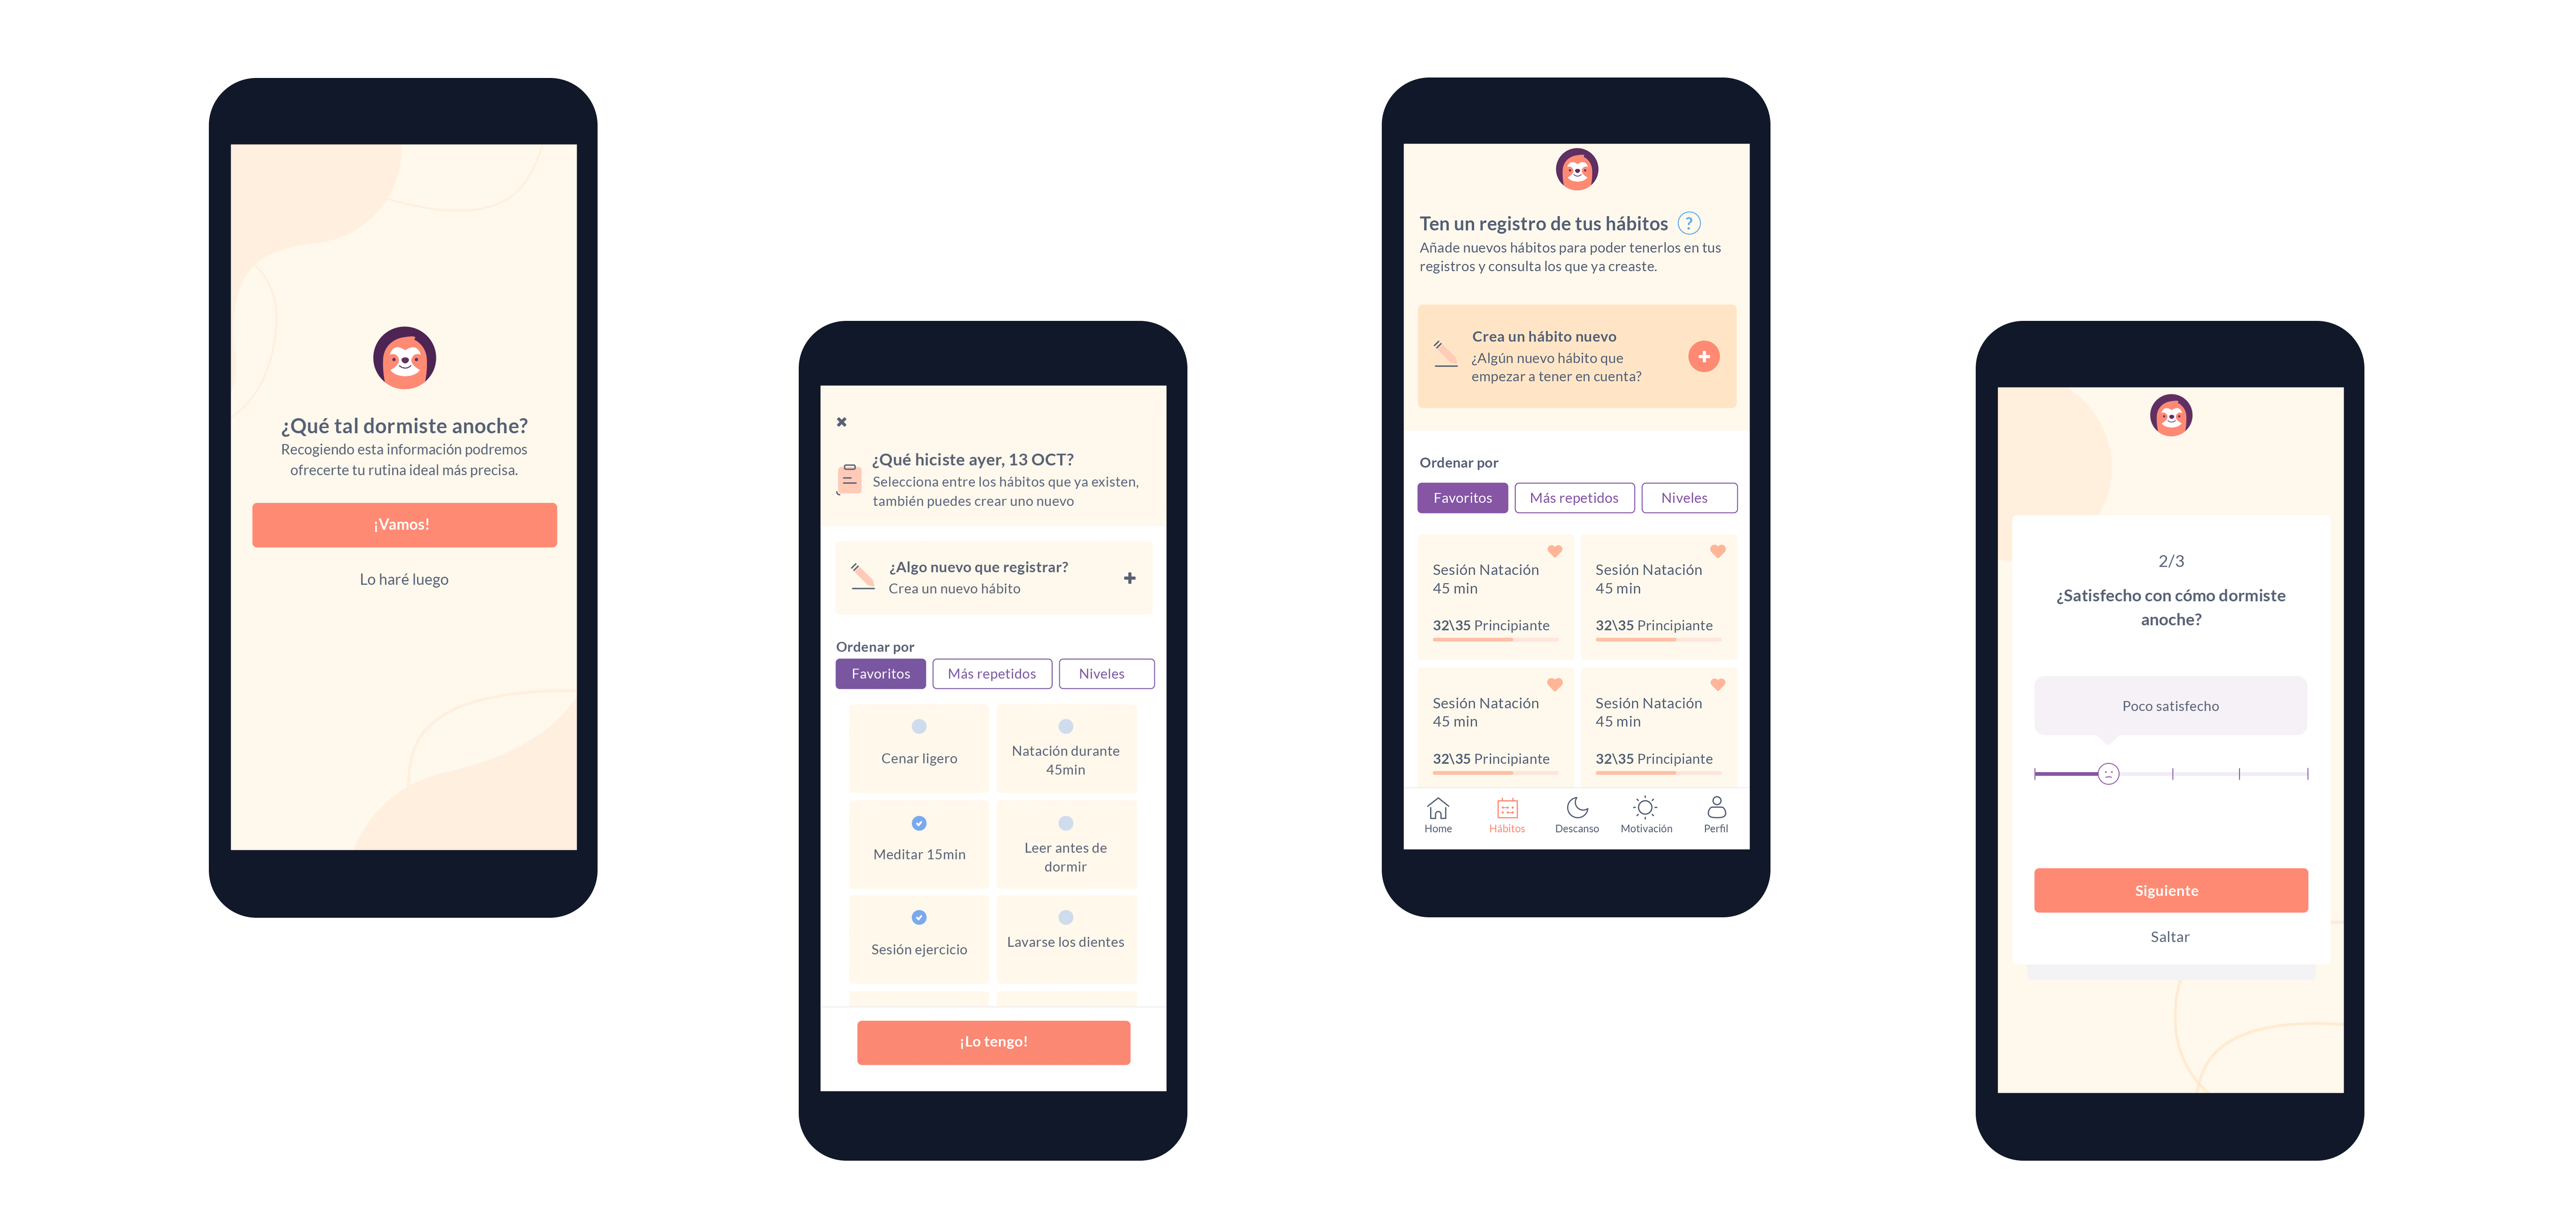 ¿Qué tal dormiste anoche?
Recogiendo esta información podremos
ofrecerte tu rutina ideal más precisa.
¡Vamos!
Lo haré luego
¿Qué hiciste ayer, 13 OCT?
Selecciona entre los hábitos que ya existen,
también puedes crear uno nuevo
¿Algo nuevo que registrar?
Crea un nuevo hábito
Ordenar por
Favoritos
Más repetidos
Niveles
Cenar ligero
Natación durante
45min
Meditar 15min
Leer antes de
dormir
Sesión ejercicio
Lavarse los dientes
¡Lo tengo!
Ten un registro de tus hábitos ?
Añade nuevos hábitos para poder tenerlos en tus
registros y consulta los que ya creaste.
Crea un hábito nuevo
¿Algún nuevo hábito que
empezar a tener en cuenta?
Ordenar por
Favoritos
Más repetidos
Niveles
Sesión Natación
45 min
32\35 Principiante
Sesión Natación
45 min
32\35 Principiante
Sesión Natación
45 min
32\35 Principiante
Sesión Natación
45 min
32\35 Principiante
Home
Hábitos
Descanso
Motivación
Perfil
2/3
¿Satisfecho con cómo dormiste
anoche?
Poco satisfecho
Siguiente
Saltar